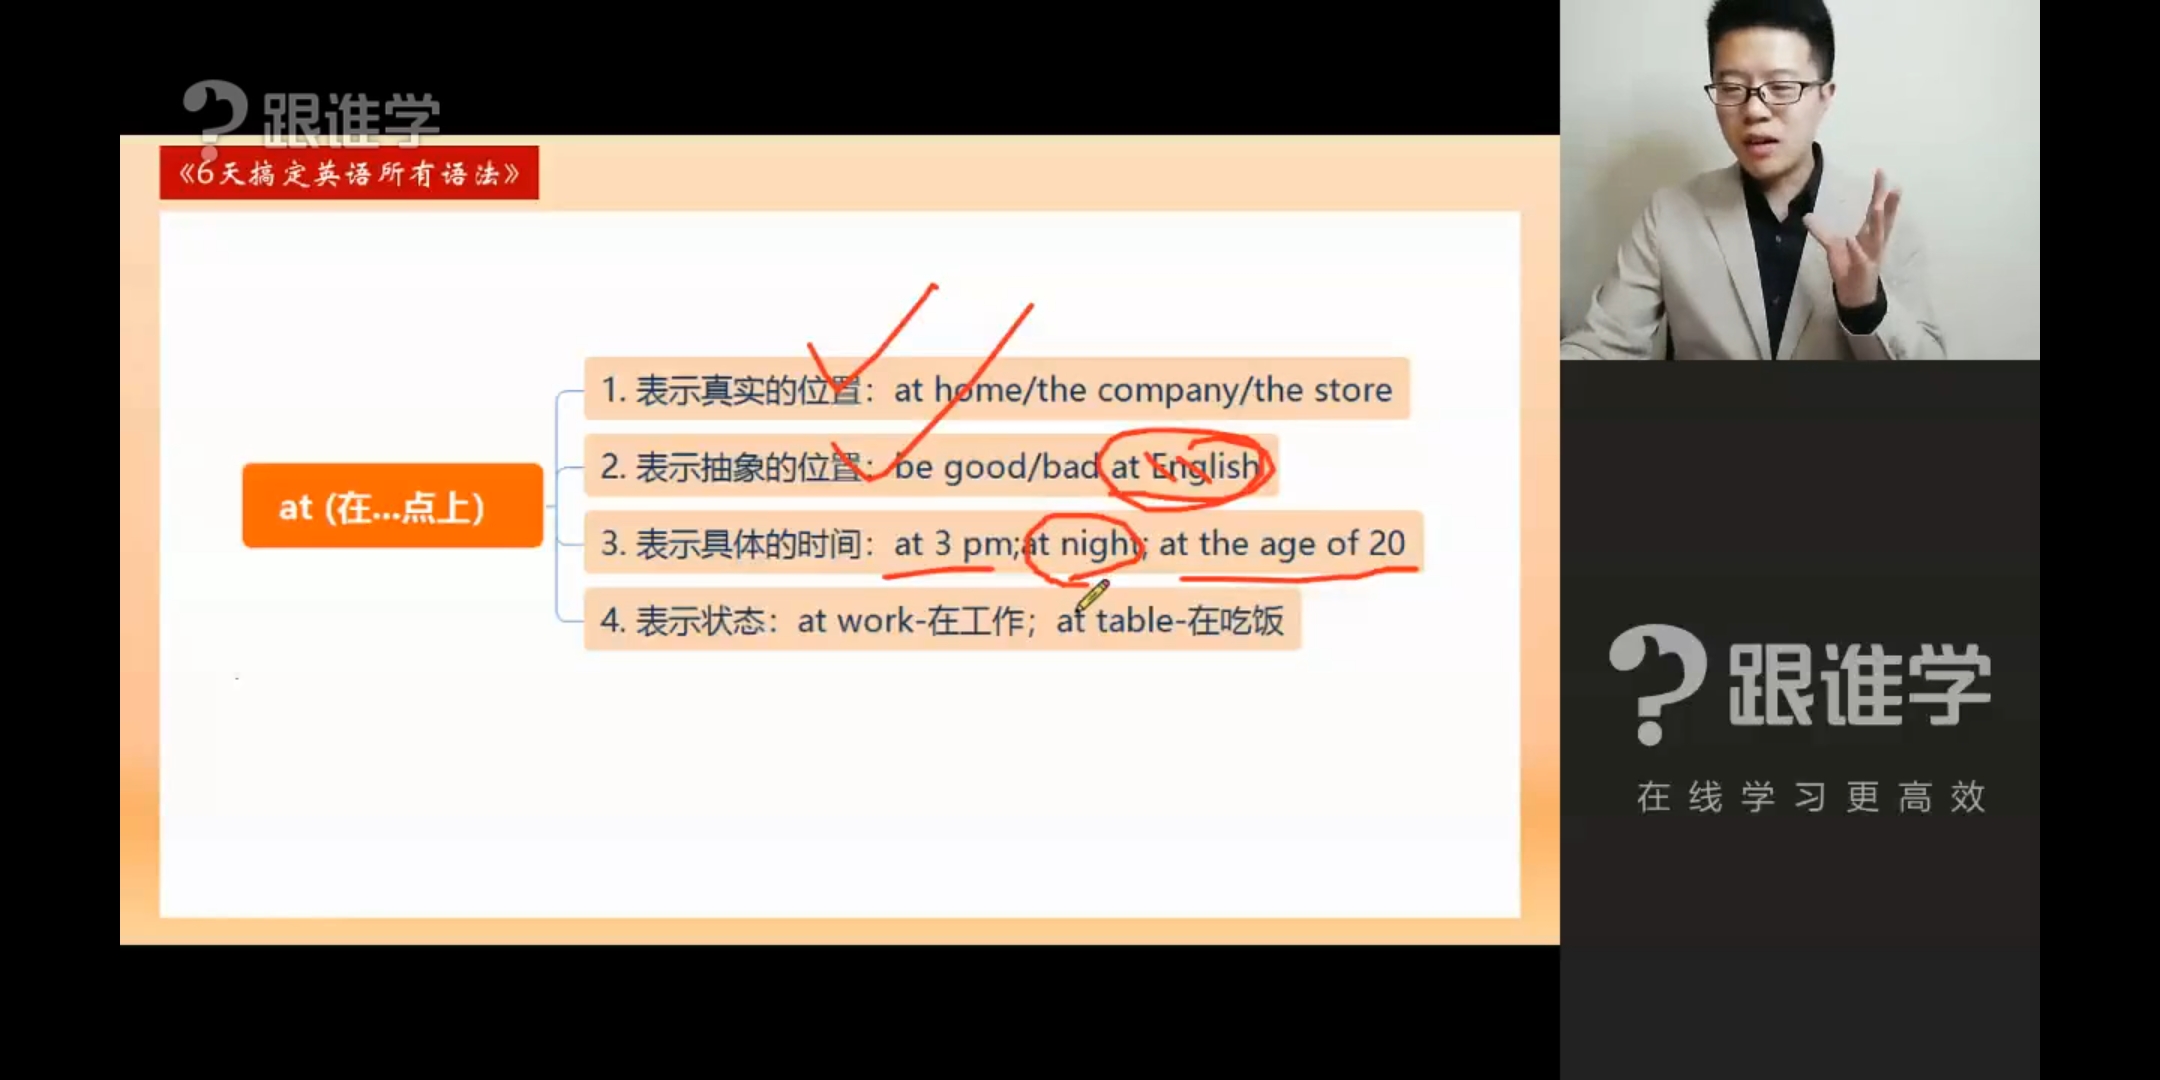 跟谁学
《6天搞定英语所有语法》
at (在...点上)
1. 表示真实的位置：at home/the company/the store
2. 表示抽象的位置：be good/bad at English
3. 表示具体的时间：at 3 pm;at night; at the age of 20
4. 表示状态：at work-在工作；at table-在吃饭
跟谁学
在线学习更高效